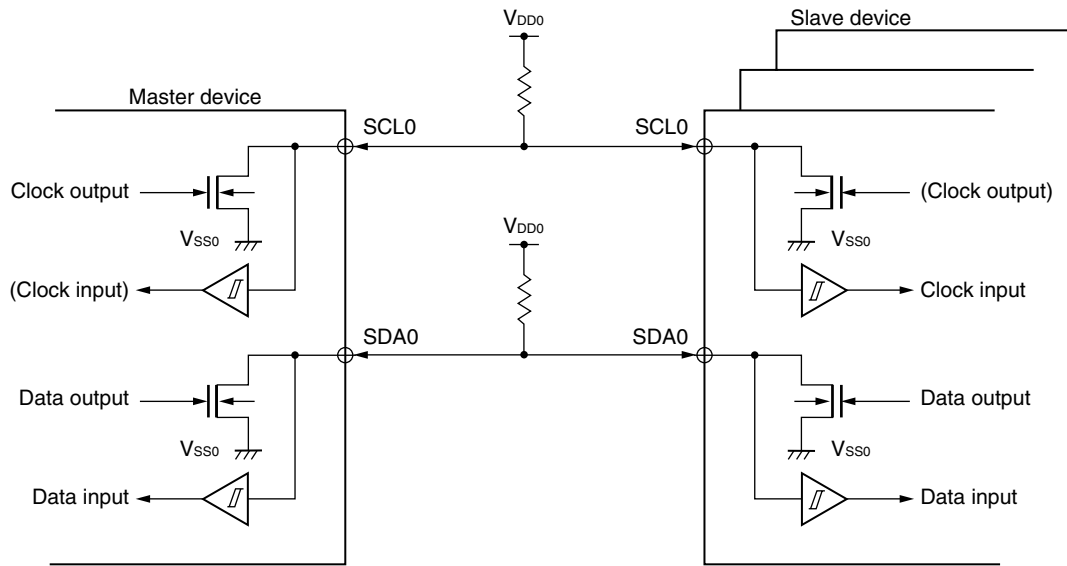 Slave device
VDD0
Master device
SCL0
SCL0
Clock output
(Clock output)
VSS0
VSS0
VDD0
(Clock input)
Clock input
SDA0
SDA0
Data output
Data output
VSS0
VSS0
Data input
Data input